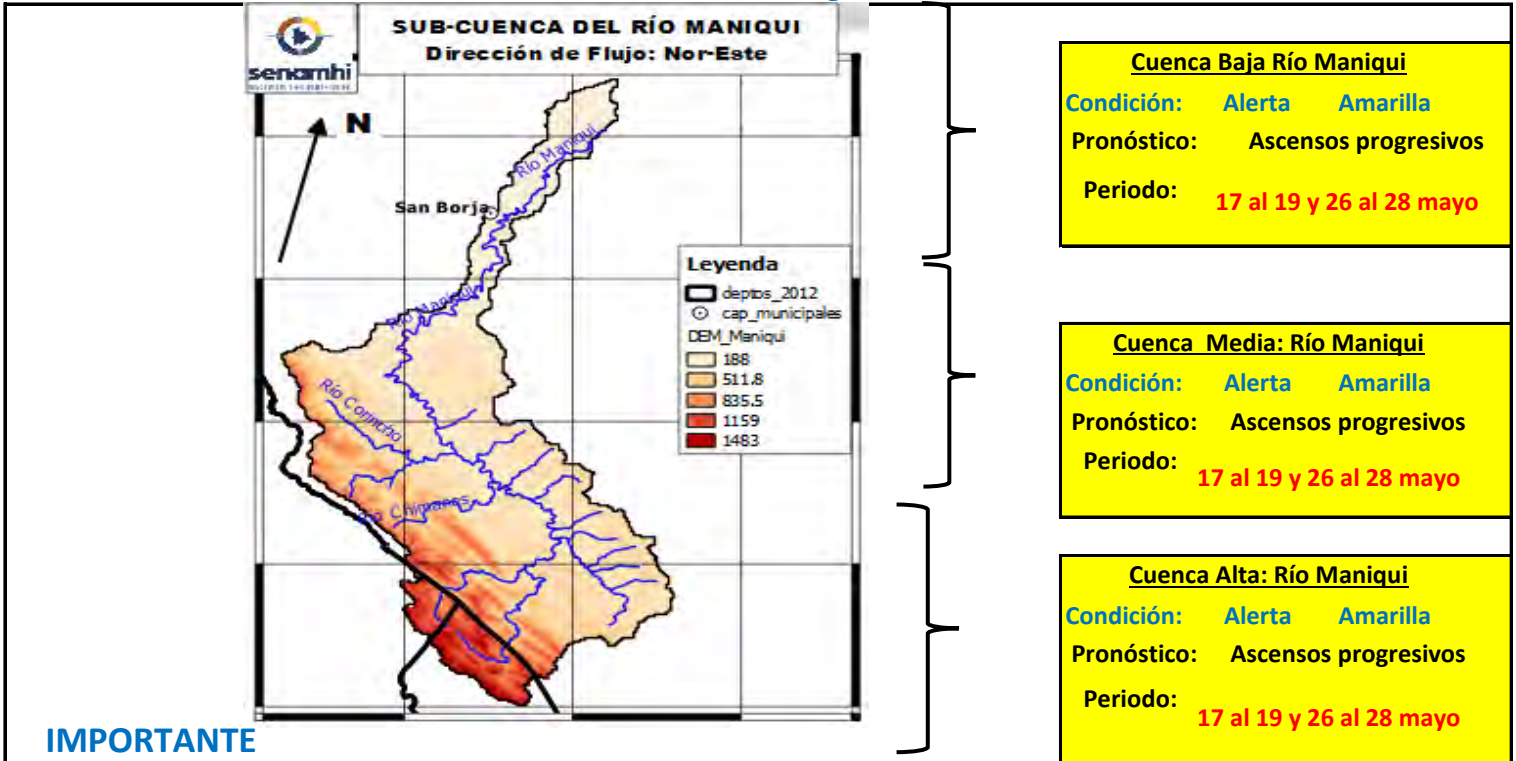 SUB-CUENCA DEL RÍO MANIQUI
Dirección de Flujo: Nor-Este
senamhi
N
Río Maniqui
San Borja
Río Maniqui
Río Corincho
Río Chimanes
Leyenda
deptos_2012
cap_municipales
DEM_Maniqui
188
511.8
835.5
1159
1483
Cuenca Baja Río Maniqui
Condición: Alerta Amarilla
Pronóstico: Ascensos progresivos
Periodo: 17 al 19 y 26 al 28 mayo
Cuenca Media: Río Maniqui
Condición: Alerta Amarilla
Pronóstico: Ascensos progresivos
Periodo: 17 al 19 y 26 al 28 mayo
Cuenca Alta: Río Maniqui
Condición: Alerta Amarilla
Pronóstico: Ascensos progresivos
Periodo: 17 al 19 y 26 al 28 mayo
IMPORTANTE